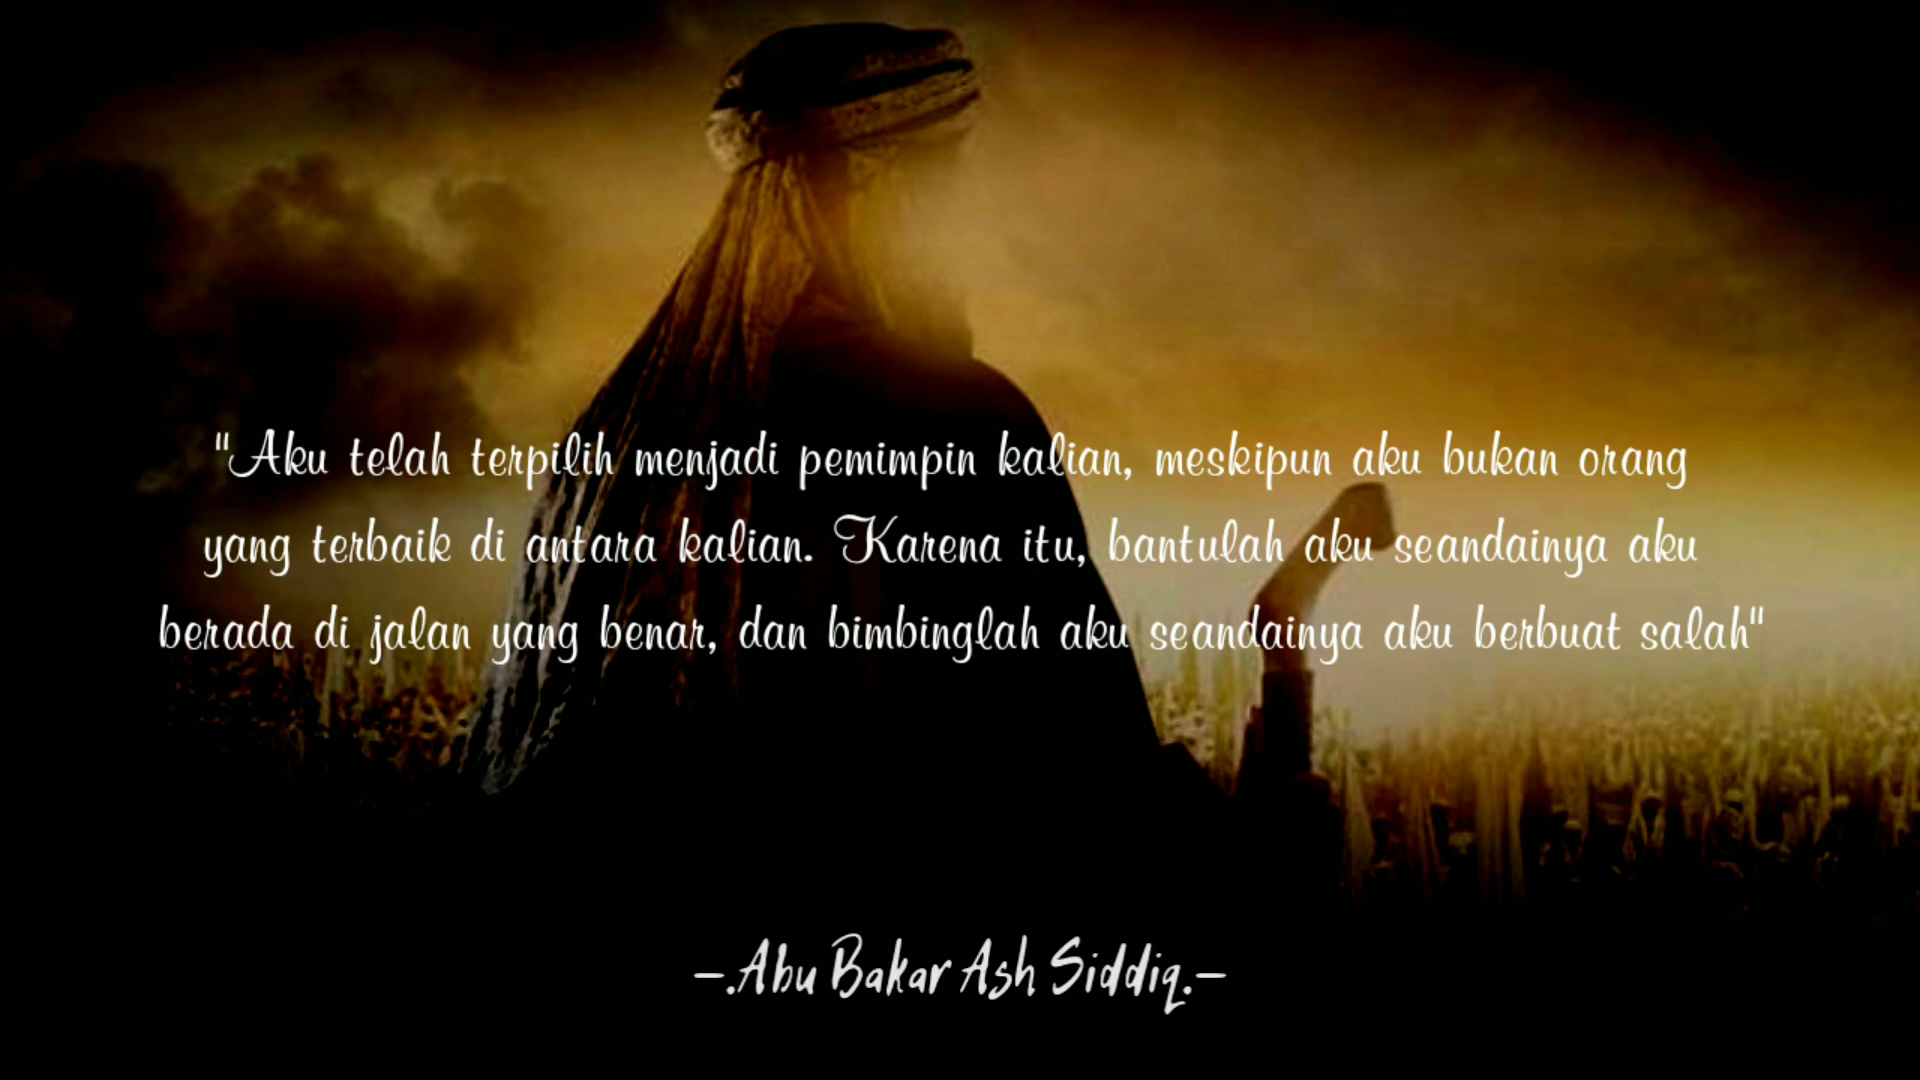 "Aku telah terpilih menjadi pemimpin kalian, meskipun aku bukan orang
yang terbaik di antara kalian. Karena itu, bantulah aku seandainya aku
berada di jalan yang benar, dan bimbinglah aku seandainya aku berbuat salah"
–.Abu Bakar Ash Siddiq.–